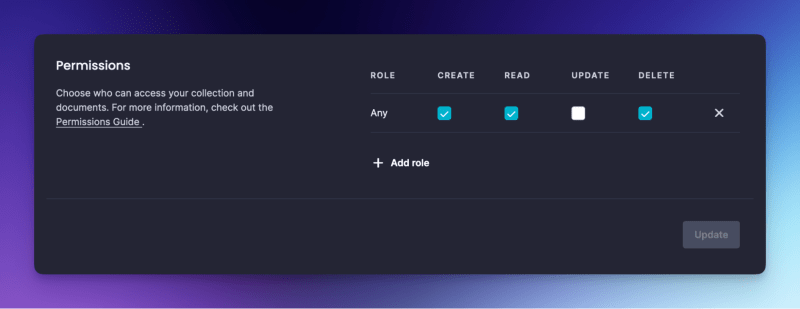 Permissions
Choose who can access your collection and
documents. For more information, check out the
Permissions Guide .
ROLE CREATE READ UPDATE DELETE
Any
Add role
Update